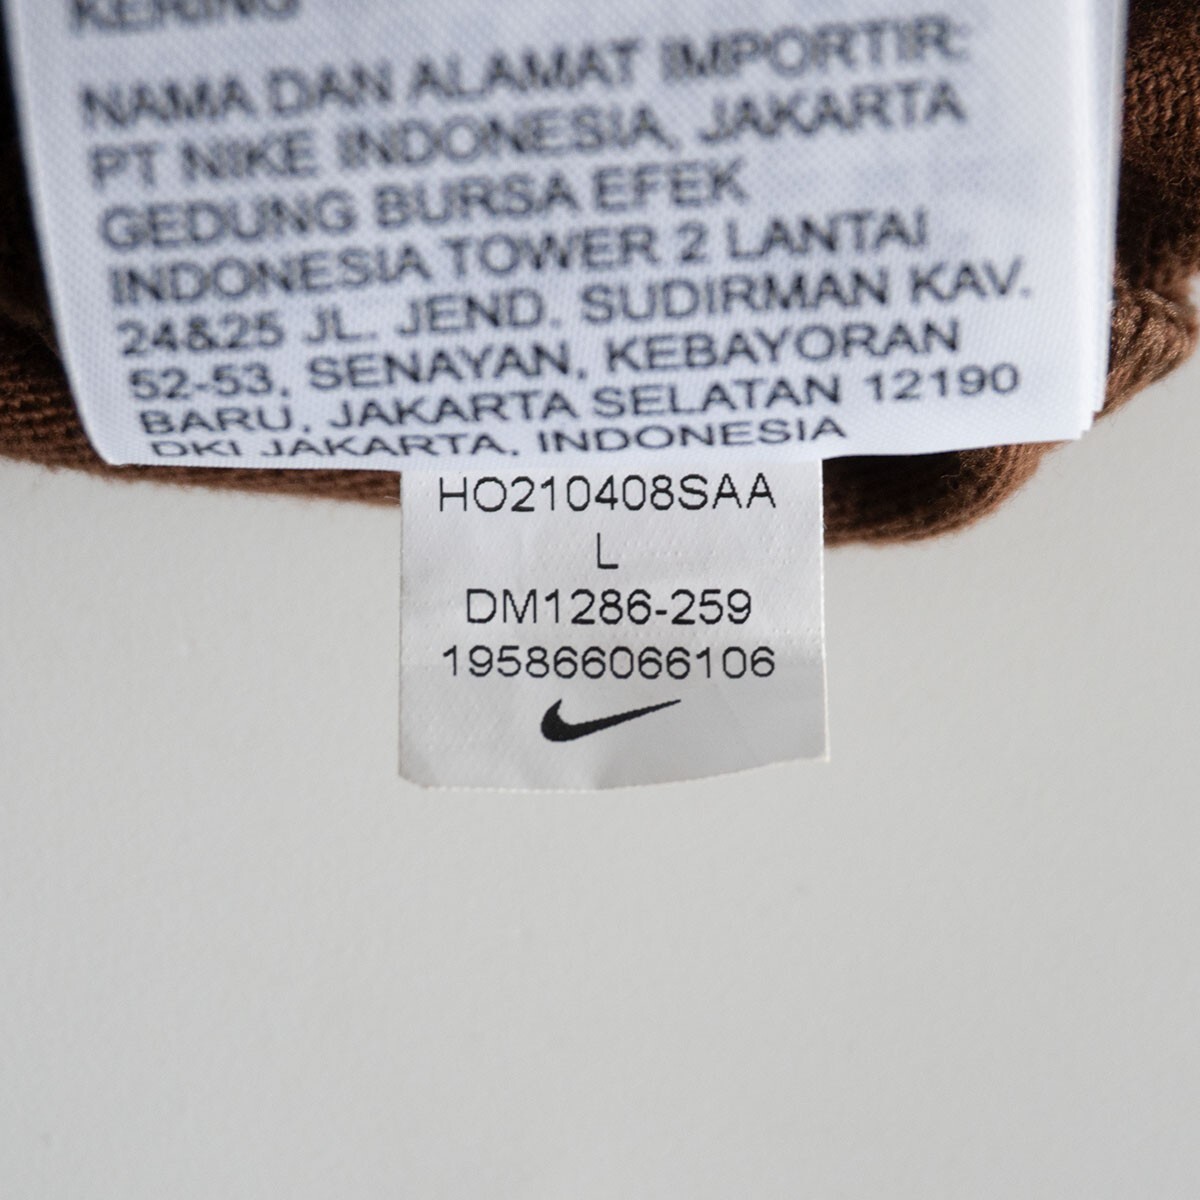 KERING
NAMA DAN ALAMAT IMPORTIR:
PT NIKE INDONESIA, JAKARTA
GEDUNG BURSA EFEK
INDONESIA TOWER 2 LANTAI
24&25 JL. JEND. SUDIRMAN KAV.
52-53, SENAYAN, KEBAYORAN
BARU, JAKARTA SELATAN 12190
DKI JAKARTA, INDONESIA
HO210408SAA
L
DM1286-259
195866066106